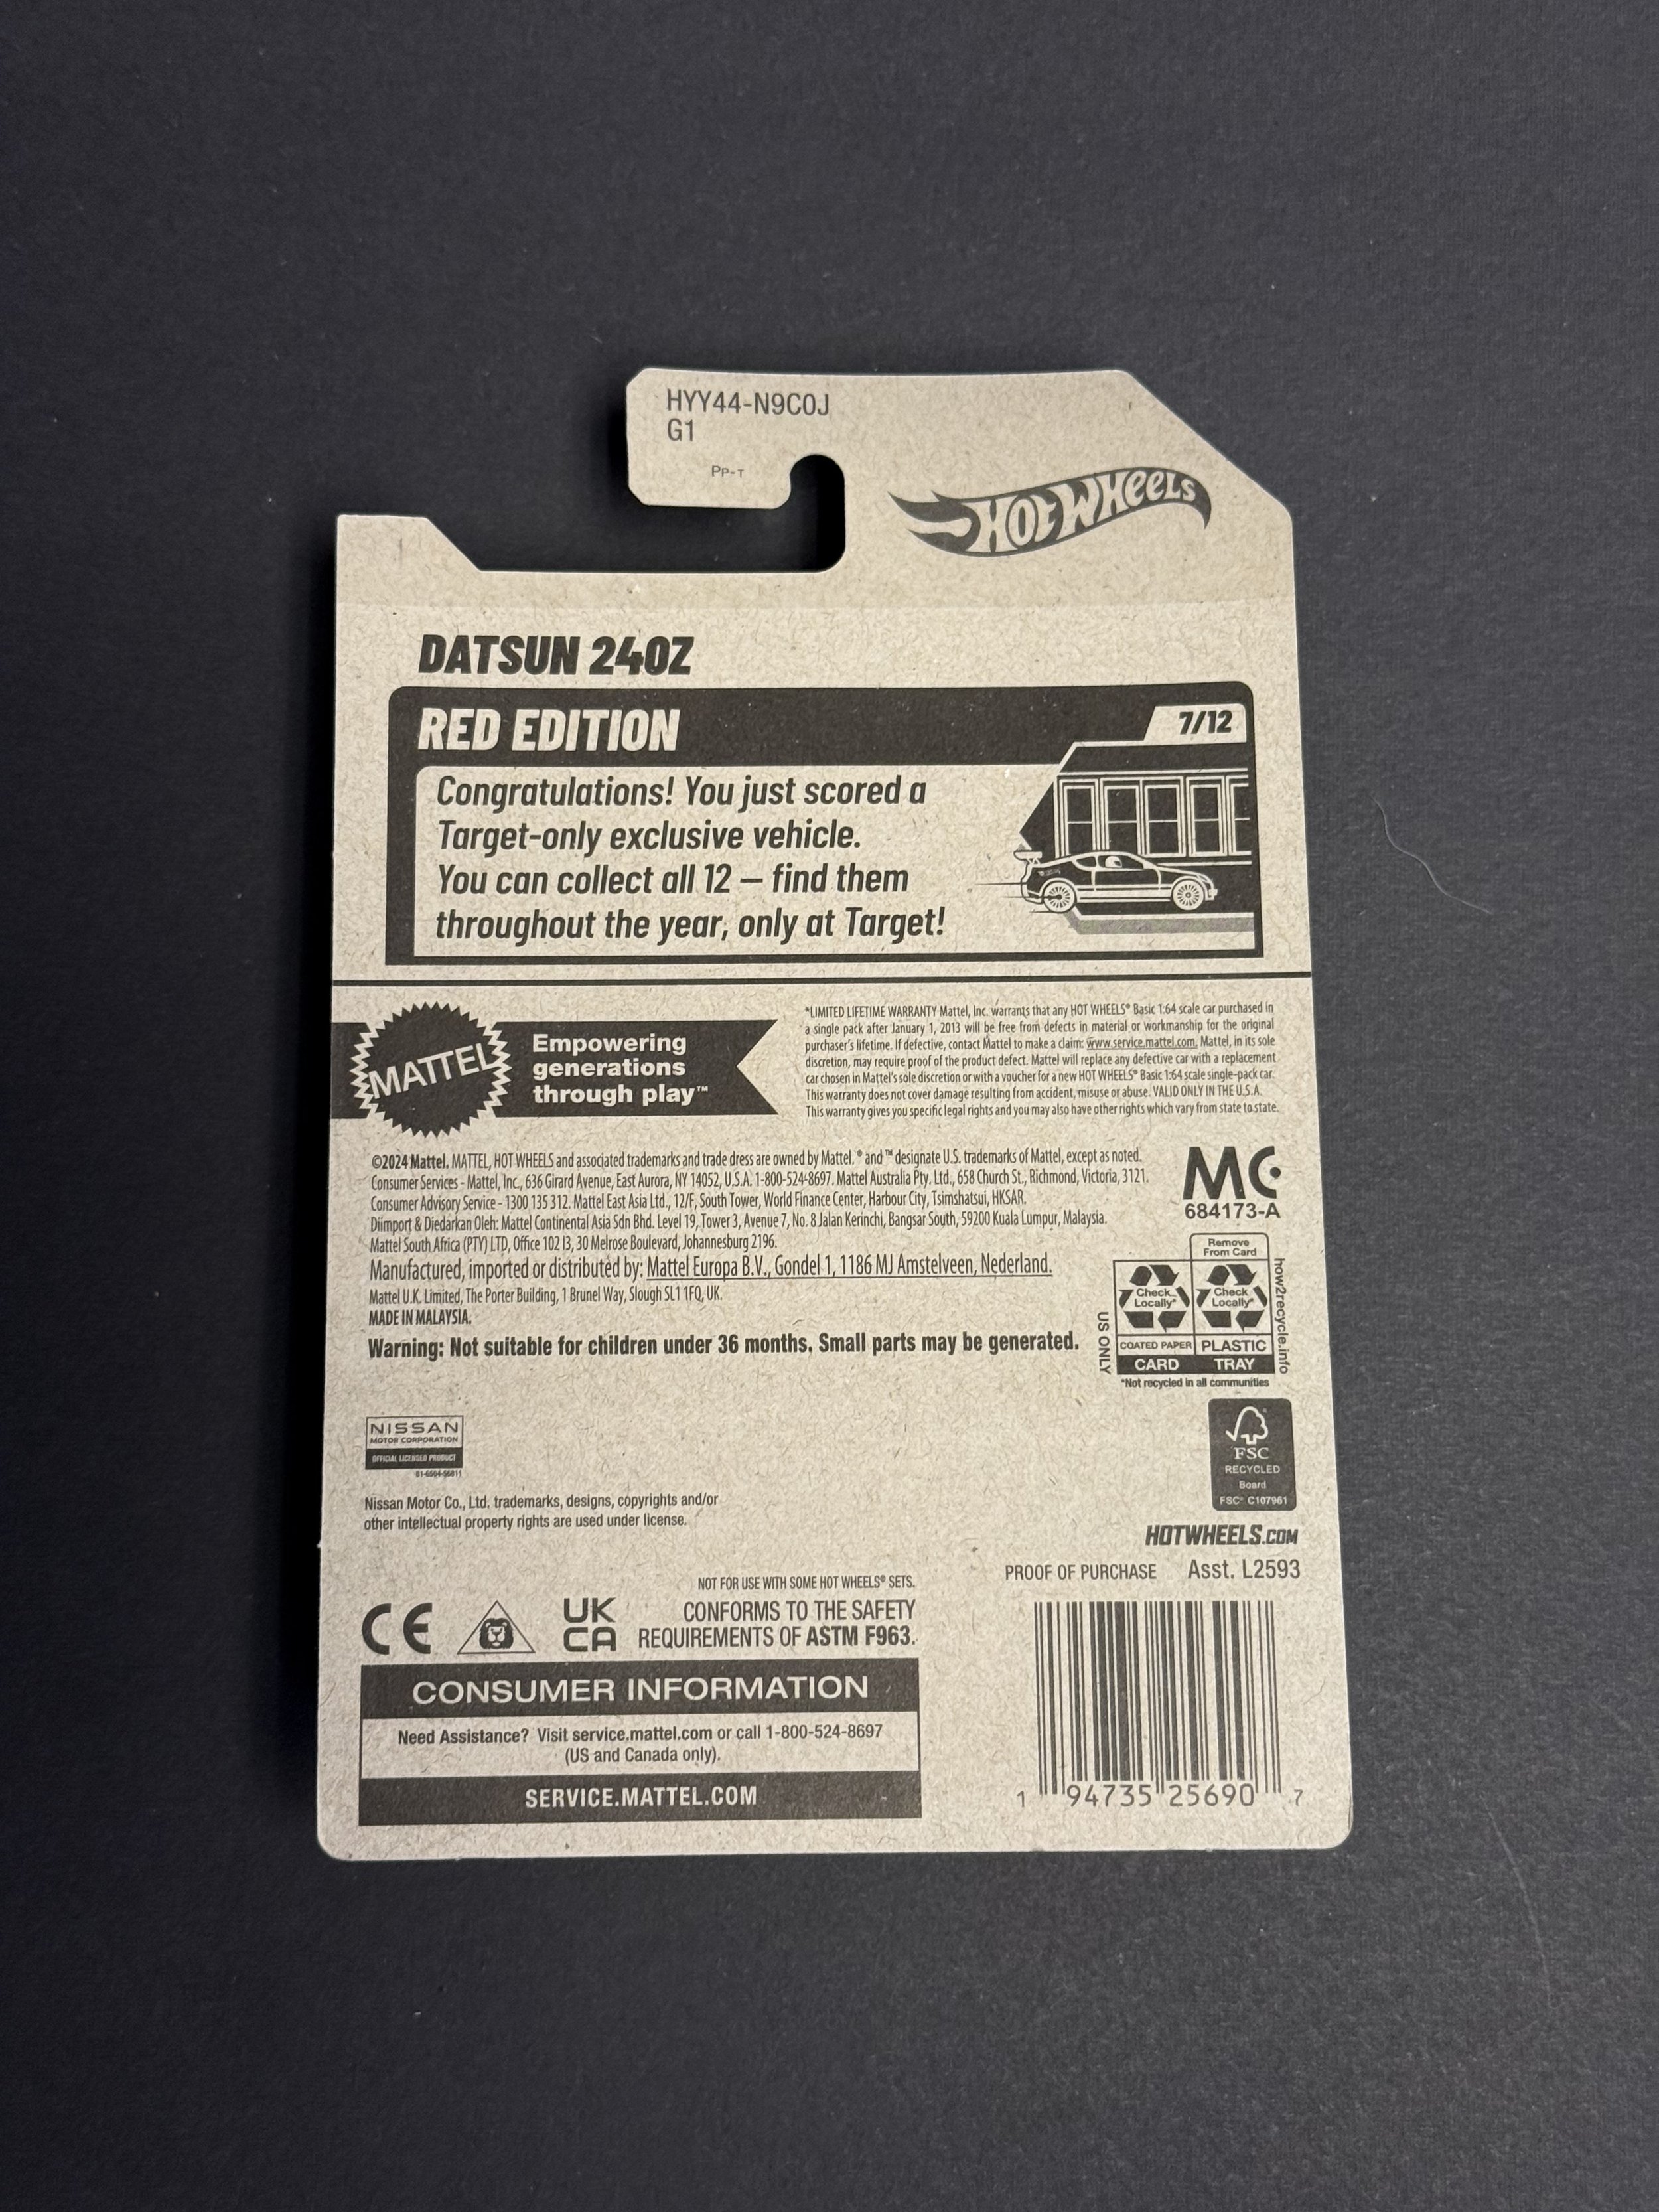 HYY44-N9C0J
G1
PP-T
HOT WHEELS
DATSUN 240Z
RED EDITION
7/12
Congratulations! You just scored a
Target-only exclusive vehicle.
You can collect all 12 – find them
throughout the year, only at Target!
MATTEL
Empowering
generations
through play™
*LIMITED LIFETIME WARRANTY Mattel, Inc. warrants that any HOT WHEELS® Basic 1:64 scale car purchased in
a single pack after January 1, 2013 will be free from defects in material or workmanship for the original
purchaser's lifetime. If defective, contact Mattel to make a claim: www.service.mattel.com. Mattel, in its sole
discretion, may require proof of the product defect. Mattel will replace any defective car with a replacement
car chosen in Mattel's sole discretion or with a voucher for a new HOT WHEELS® Basic 1:64 scale single-pack car.
This warranty does not cover damage resulting from accident, misuse or abuse. VALID ONLY IN THE U.S.A.
This warranty gives you specific legal rights and you may also have other rights which vary from state to state.
©2024 Mattel. MATTEL, HOT WHEELS and associated trademarks and trade dress are owned by Mattel. ® and ™ designate U.S. trademarks of Mattel, except as noted.
Consumer Services - Mattel, Inc., 636 Girard Avenue, East Aurora, NY 14052, U.S.A. 1-800-524-8697. Mattel Australia Pty. Ltd., 658 Church St., Richmond, Victoria, 3121.
Consumer Advisory Service - 1300 135 312. Mattel East Asia Ltd., 12/F, South Tower, World Finance Center, Harbour City, Tsimshatsui, HKSAR.
Diimport & Diedarkan Oleh: Mattel Continental Asia Sdn Bhd. Level 19, Tower 3, Avenue 7, No. 8 Jalan Kerinchi, Bangsar South, 59200 Kuala Lumpur, Malaysia.
Mattel South Africa (PTY) LTD, Office 102 I3, 30 Melrose Boulevard, Johannesburg 2196.
Manufactured, imported or distributed by: Mattel Europa B.V., Gondel 1, 1186 MJ Amstelveen, Nederland.
Mattel U.K. Limited, The Porter Building, 1 Brunel Way, Slough SL1 1FQ, UK.
MADE IN MALAYSIA.
Warning: Not suitable for children under 36 months. Small parts may be generated.
MC
684173-A
Remove
From Card
Check
Locally*
Check
Locally*
COATED PAPER
PLASTIC
CARD
TRAY
US ONLY
how2recycle.info
*Not recycled in all communities
NISSAN
MOTOR CORPORATION
OFFICIAL LICENSED PRODUCT
Nissan Motor Co., Ltd. trademarks, designs, copyrights and/or
other intellectual property rights are used under license.
FSC
RECYCLED
Board
FSC® C107961
HOTWHEELS.COM
PROOF OF PURCHASE Asst. L2593
NOT FOR USE WITH SOME HOT WHEELS® SETS.
CE
UK
CA
CONFORMS TO THE SAFETY
REQUIREMENTS OF ASTM F963.
CONSUMER INFORMATION
Need Assistance? Visit service.mattel.com or call 1-800-524-8697
(US and Canada only).
SERVICE.MATTEL.COM
1 94735 25690 7